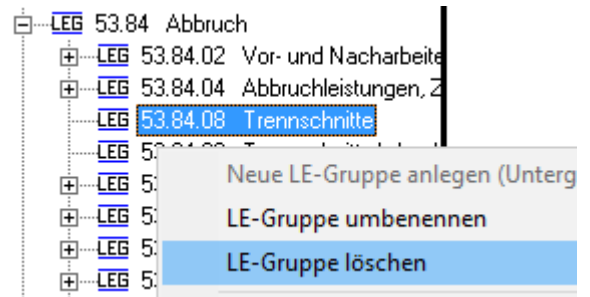 LEG 53.84 Abbruch
LEG 53.84.02 Vor- und Nacharbeite
LEG 53.84.04 Abbruchleistungen, Z
LEG 53.84.08 Trennschnitte
LEG
LEG
Neue LE-Gruppe anlegen (Unterg
LEG
LE-Gruppe umbenennen
LEG
LE-Gruppe löschen
LEG